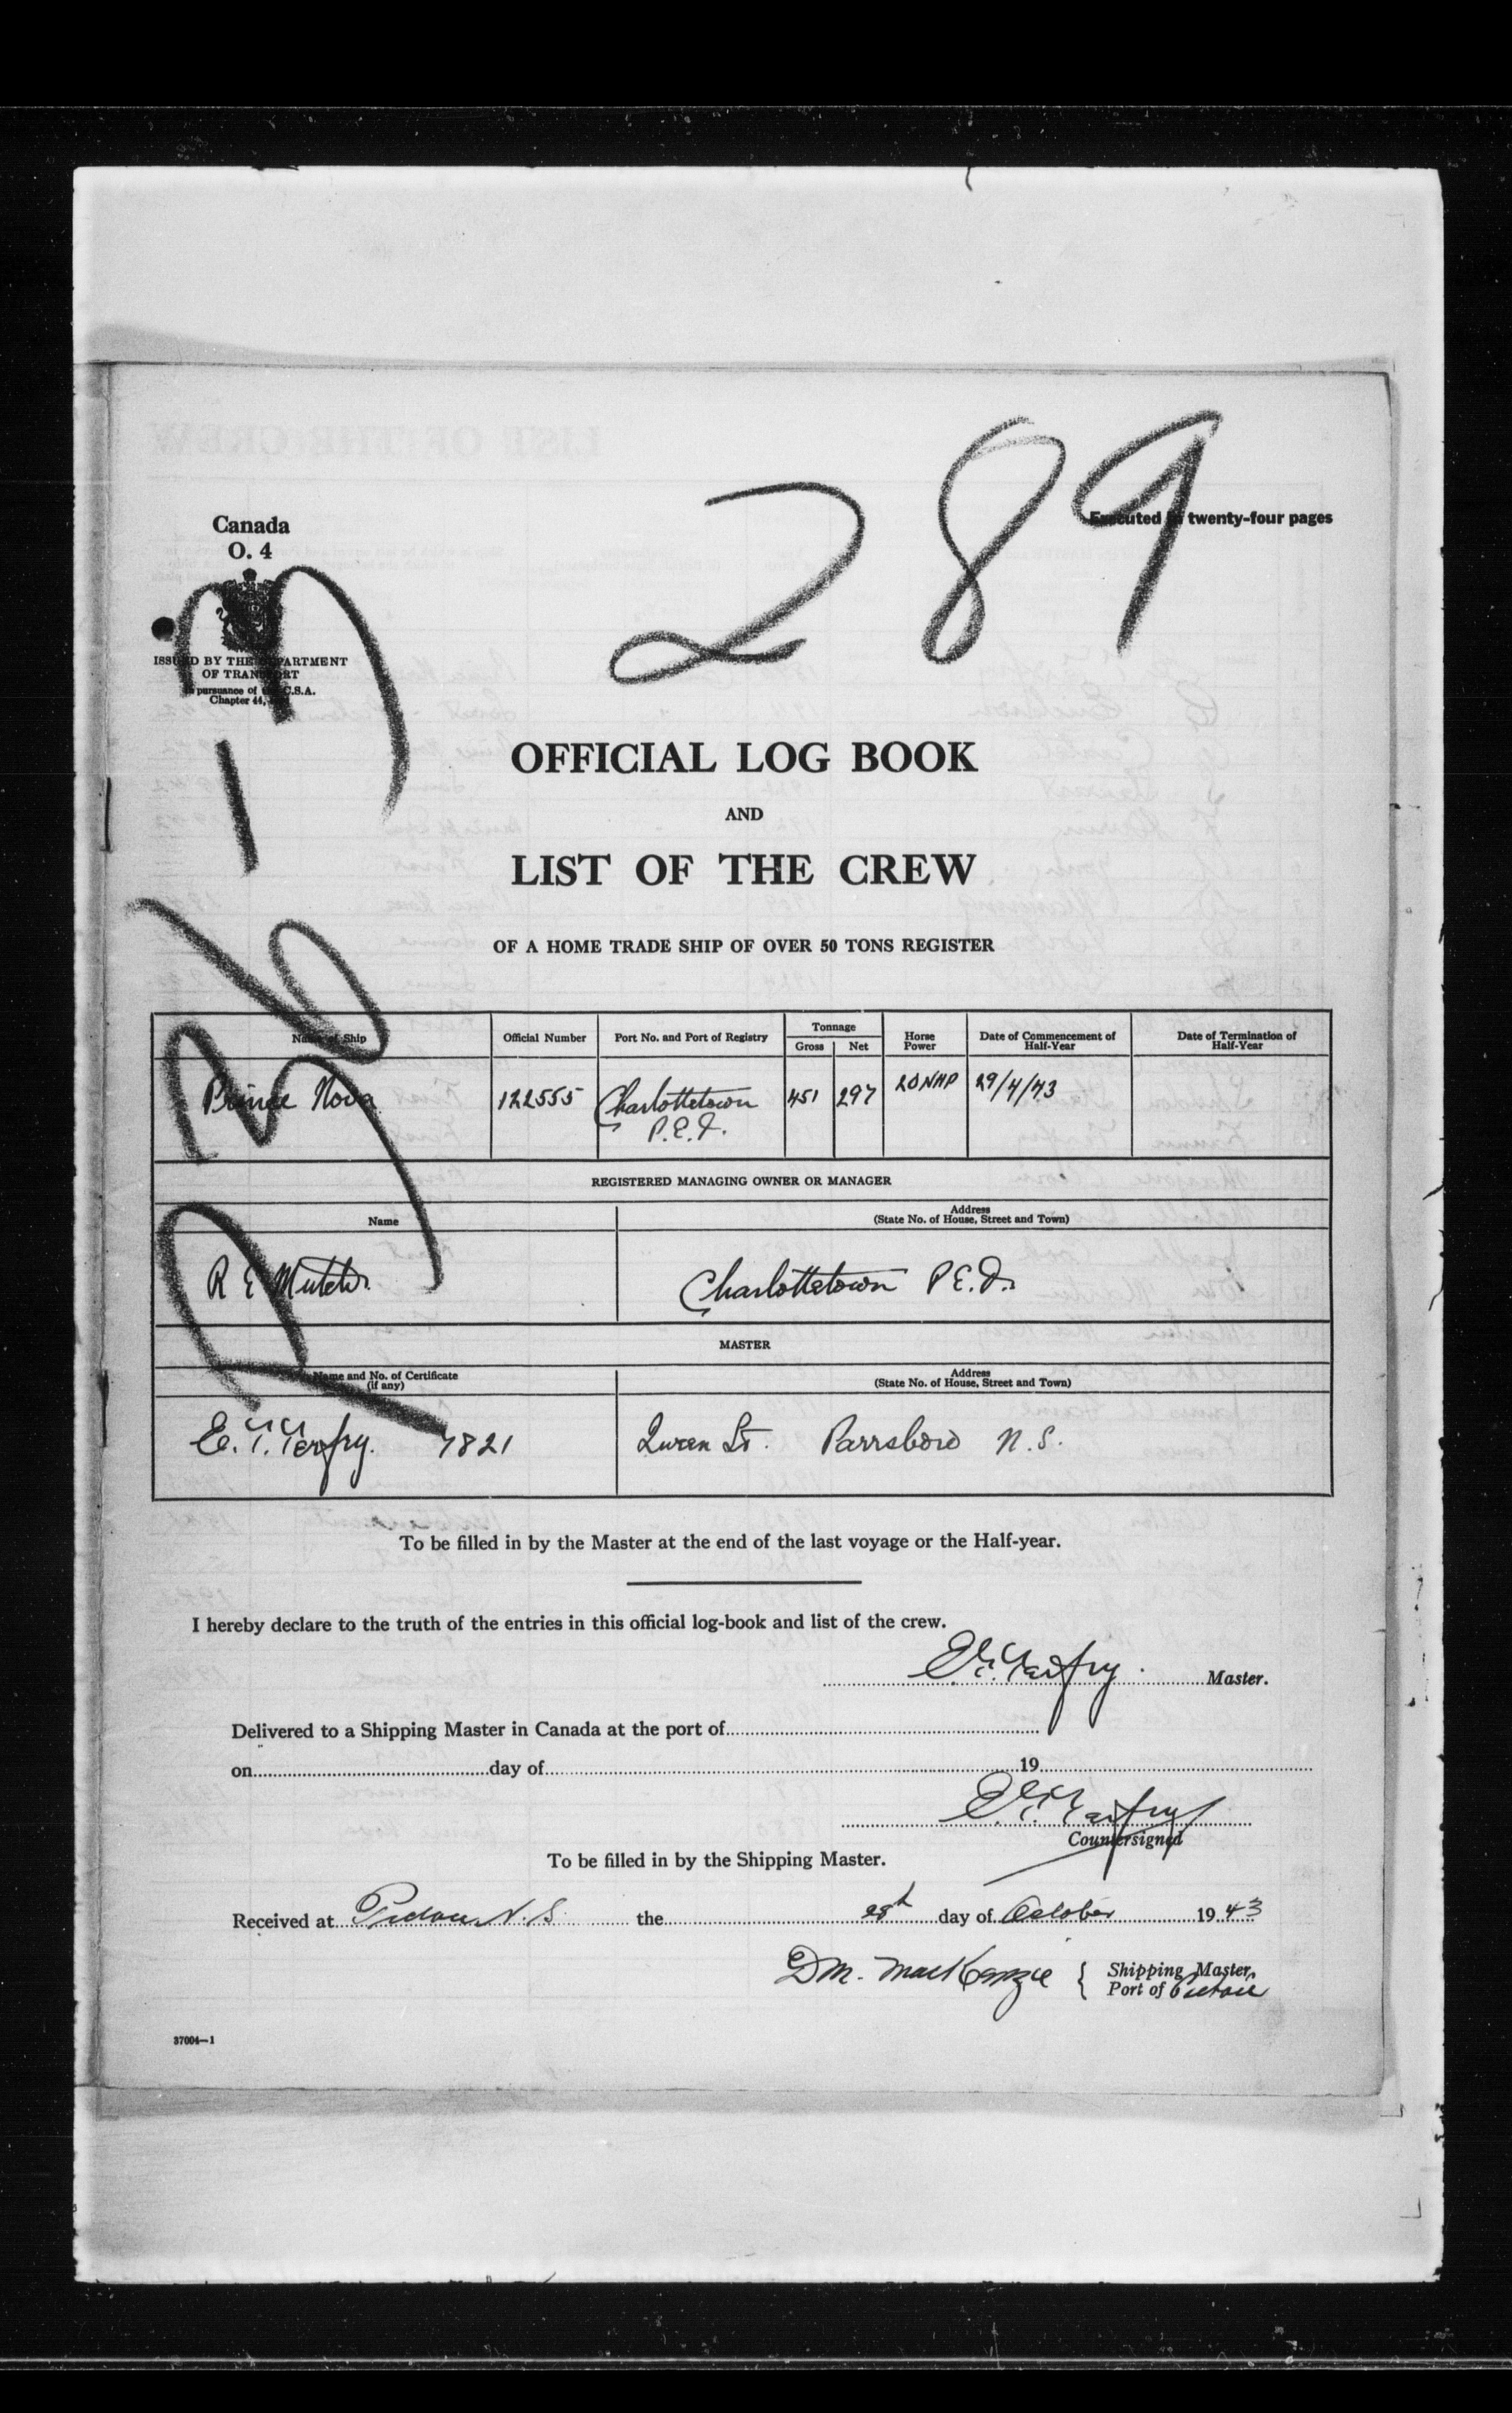 289
Canada
O. 4
Executed in twenty-four pages
ISSUED BY THE DEPARTMENT
OF TRANSPORT
In pursuance of the C.S.A.
Chapter 44,
OFFICIAL LOG BOOK
AND
LIST OF THE CREW
OF A HOME TRADE SHIP OF OVER 50 TONS REGISTER
Name of Ship Official Number Port No. and Port of Registry Tonnage Gross Net Horse Power Date of Commencement of Half-Year Date of Termination of Half-Year
Prince Nova 122555 Charlottetown P.E.I. 451 297 20 NHP 29/4/43
REGISTERED MANAGING OWNER OR MANAGER
Name Address
(State No. of House, Street and Town)
R E Mutch Charlottetown P.E.I.
MASTER
Name and No. of Certificate
(if any)
Address
(State No. of House, Street and Town)
E. T. Yerfry. 7821 Queen St. Parrsboro N.S.
To be filled in by the Master at the end of the last voyage or the Half-year.
I hereby declare to the truth of the entries in this official log-book and list of the crew.
Master.
Delivered to a Shipping Master in Canada at the port of
on day of 19
Countersigned
To be filled in by the Shipping Master.
Received at Pictou N.S. the 28th day of October 1943
D M. MacKenzie { Shipping Master,
Port of Pictou
37004—1